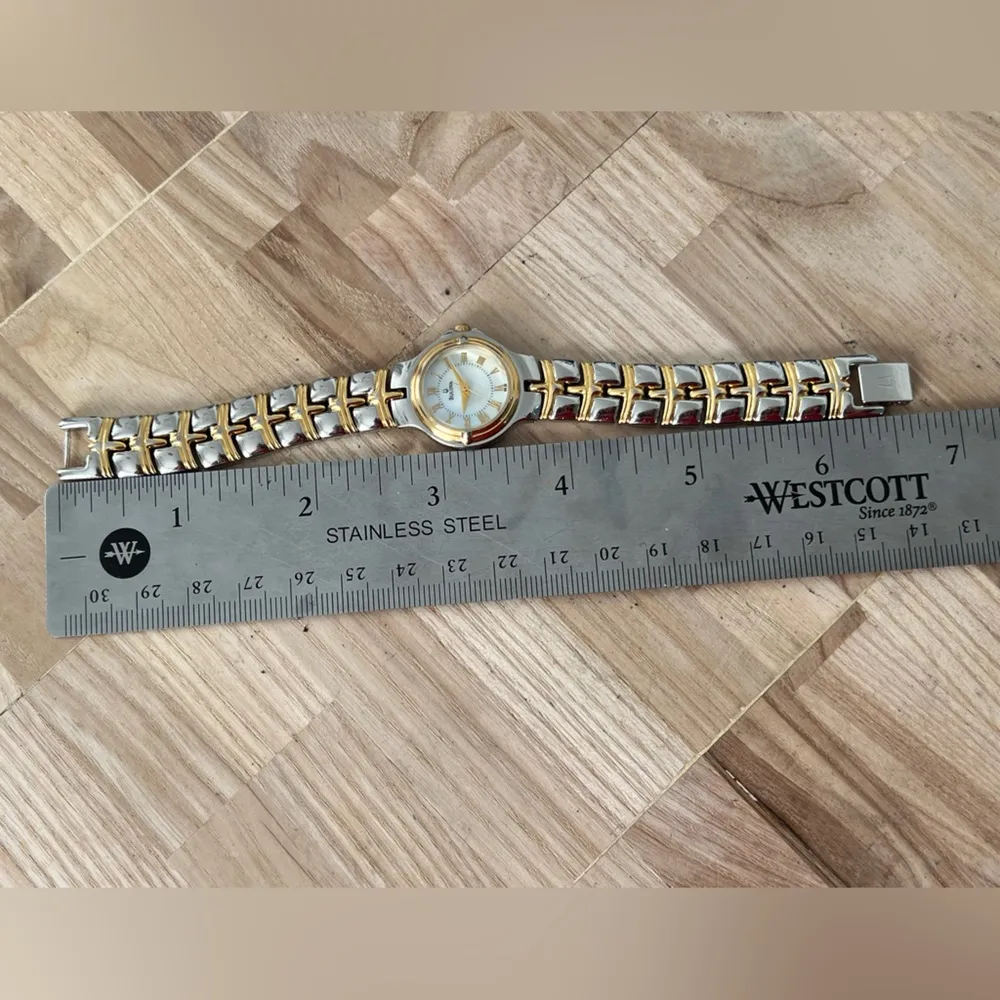 BULOVA
1 2 3 4 5 6 7
WESTCOTT
Since 1872®
STAINLESS STEEL
W
30 29 28 27 26 25 24 23 22 21 20 19 18 17 16 15 14 13